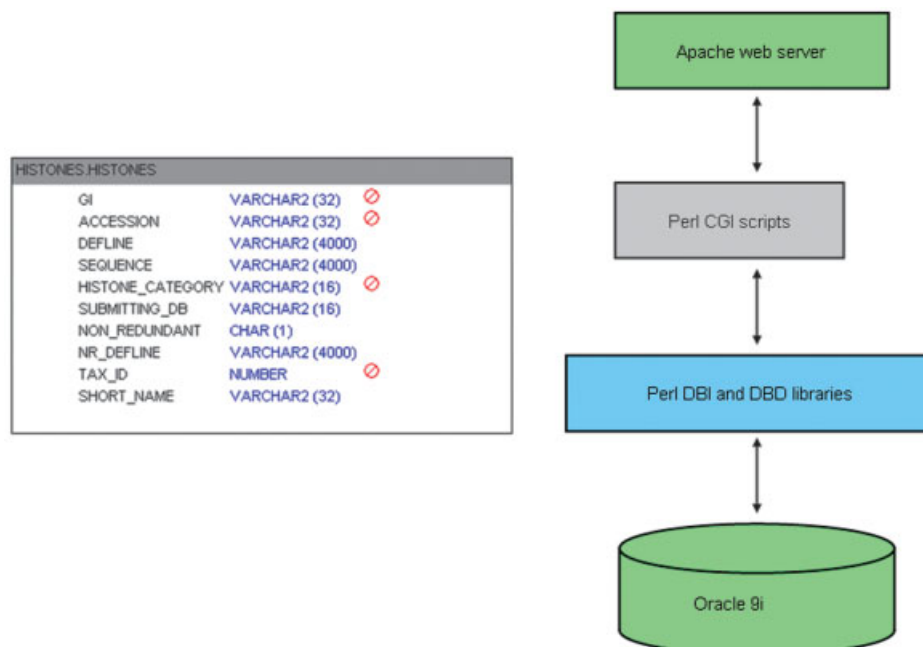 HISTONES.HISTONES
GI VARCHAR2 (32)
ACCESSION VARCHAR2 (32)
DEFLINE VARCHAR2 (4000)
SEQUENCE VARCHAR2 (4000)
HISTONE_CATEGORY VARCHAR2 (16)
SUBMITTING_DB VARCHAR2 (16)
NON_REDUNDANT CHAR (1)
NR_DEFLINE VARCHAR2 (4000)
TAX_ID NUMBER
SHORT_NAME VARCHAR2 (32)
Apache web server
Perl CGI scripts
Perl DBI and DBD libraries
Oracle 9i